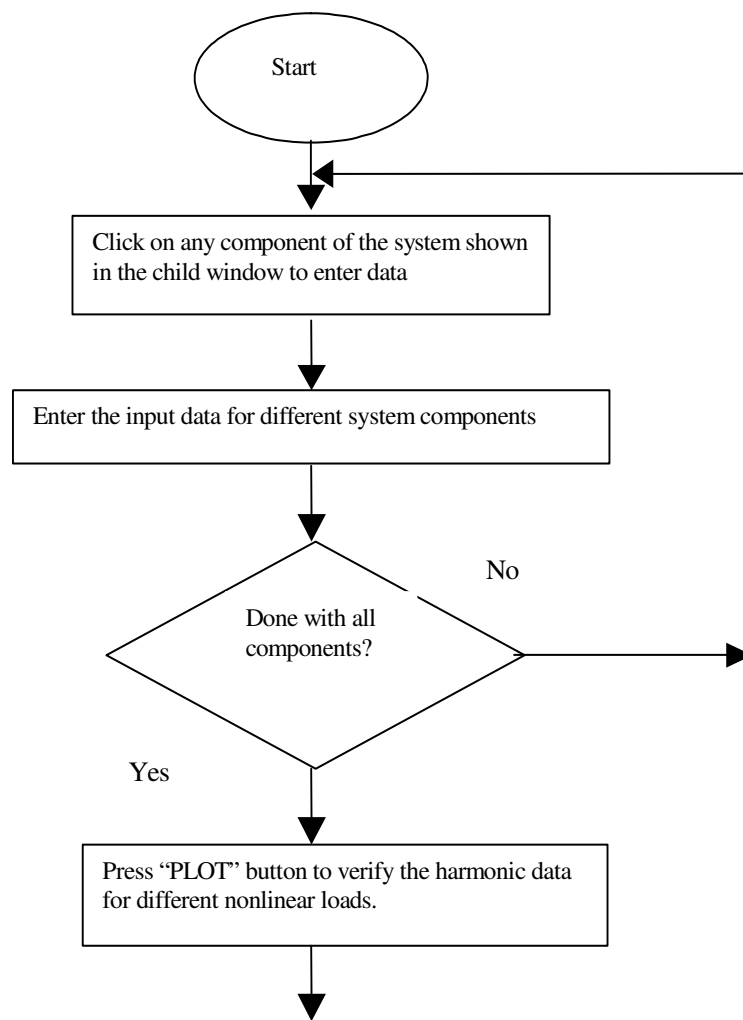 Start
Click on any component of the system shown
in the child window to enter data
Enter the input data for different system components
No
Done with all
components?
Yes
Press “PLOT” button to verify the harmonic data
for different nonlinear loads.